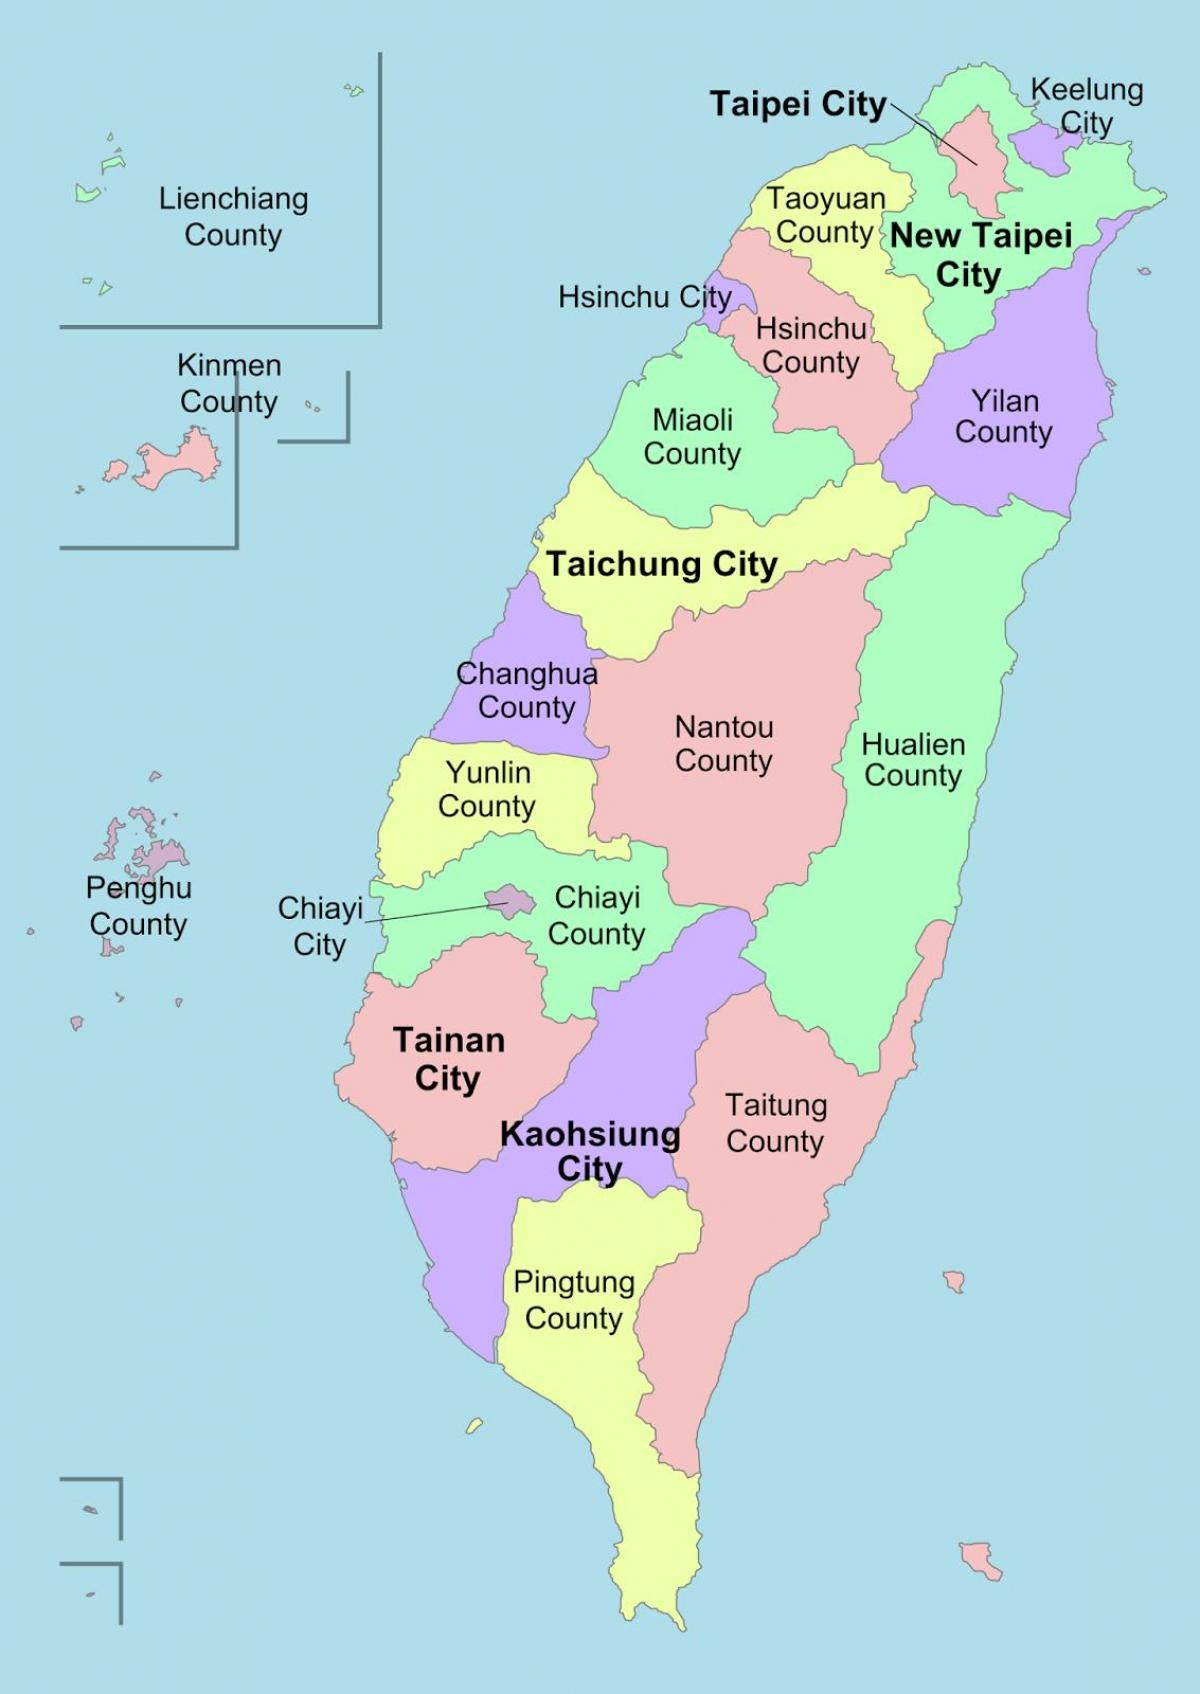 Taipei City
Keelung
City
Lienchiang
County
Taoyuan
County
New Taipei
City
Hsinchu City
Hsinchu
County
Kinmen
County
Miaoli
County
Yilan
County
Taichung City
Changhua
County
Nantou
County
Hualien
County
Yunlin
County
Penghu
County
Chiayi
City
Chiayi
County
Tainan
City
Kaohsiung
City
Taitung
County
Pingtung
County